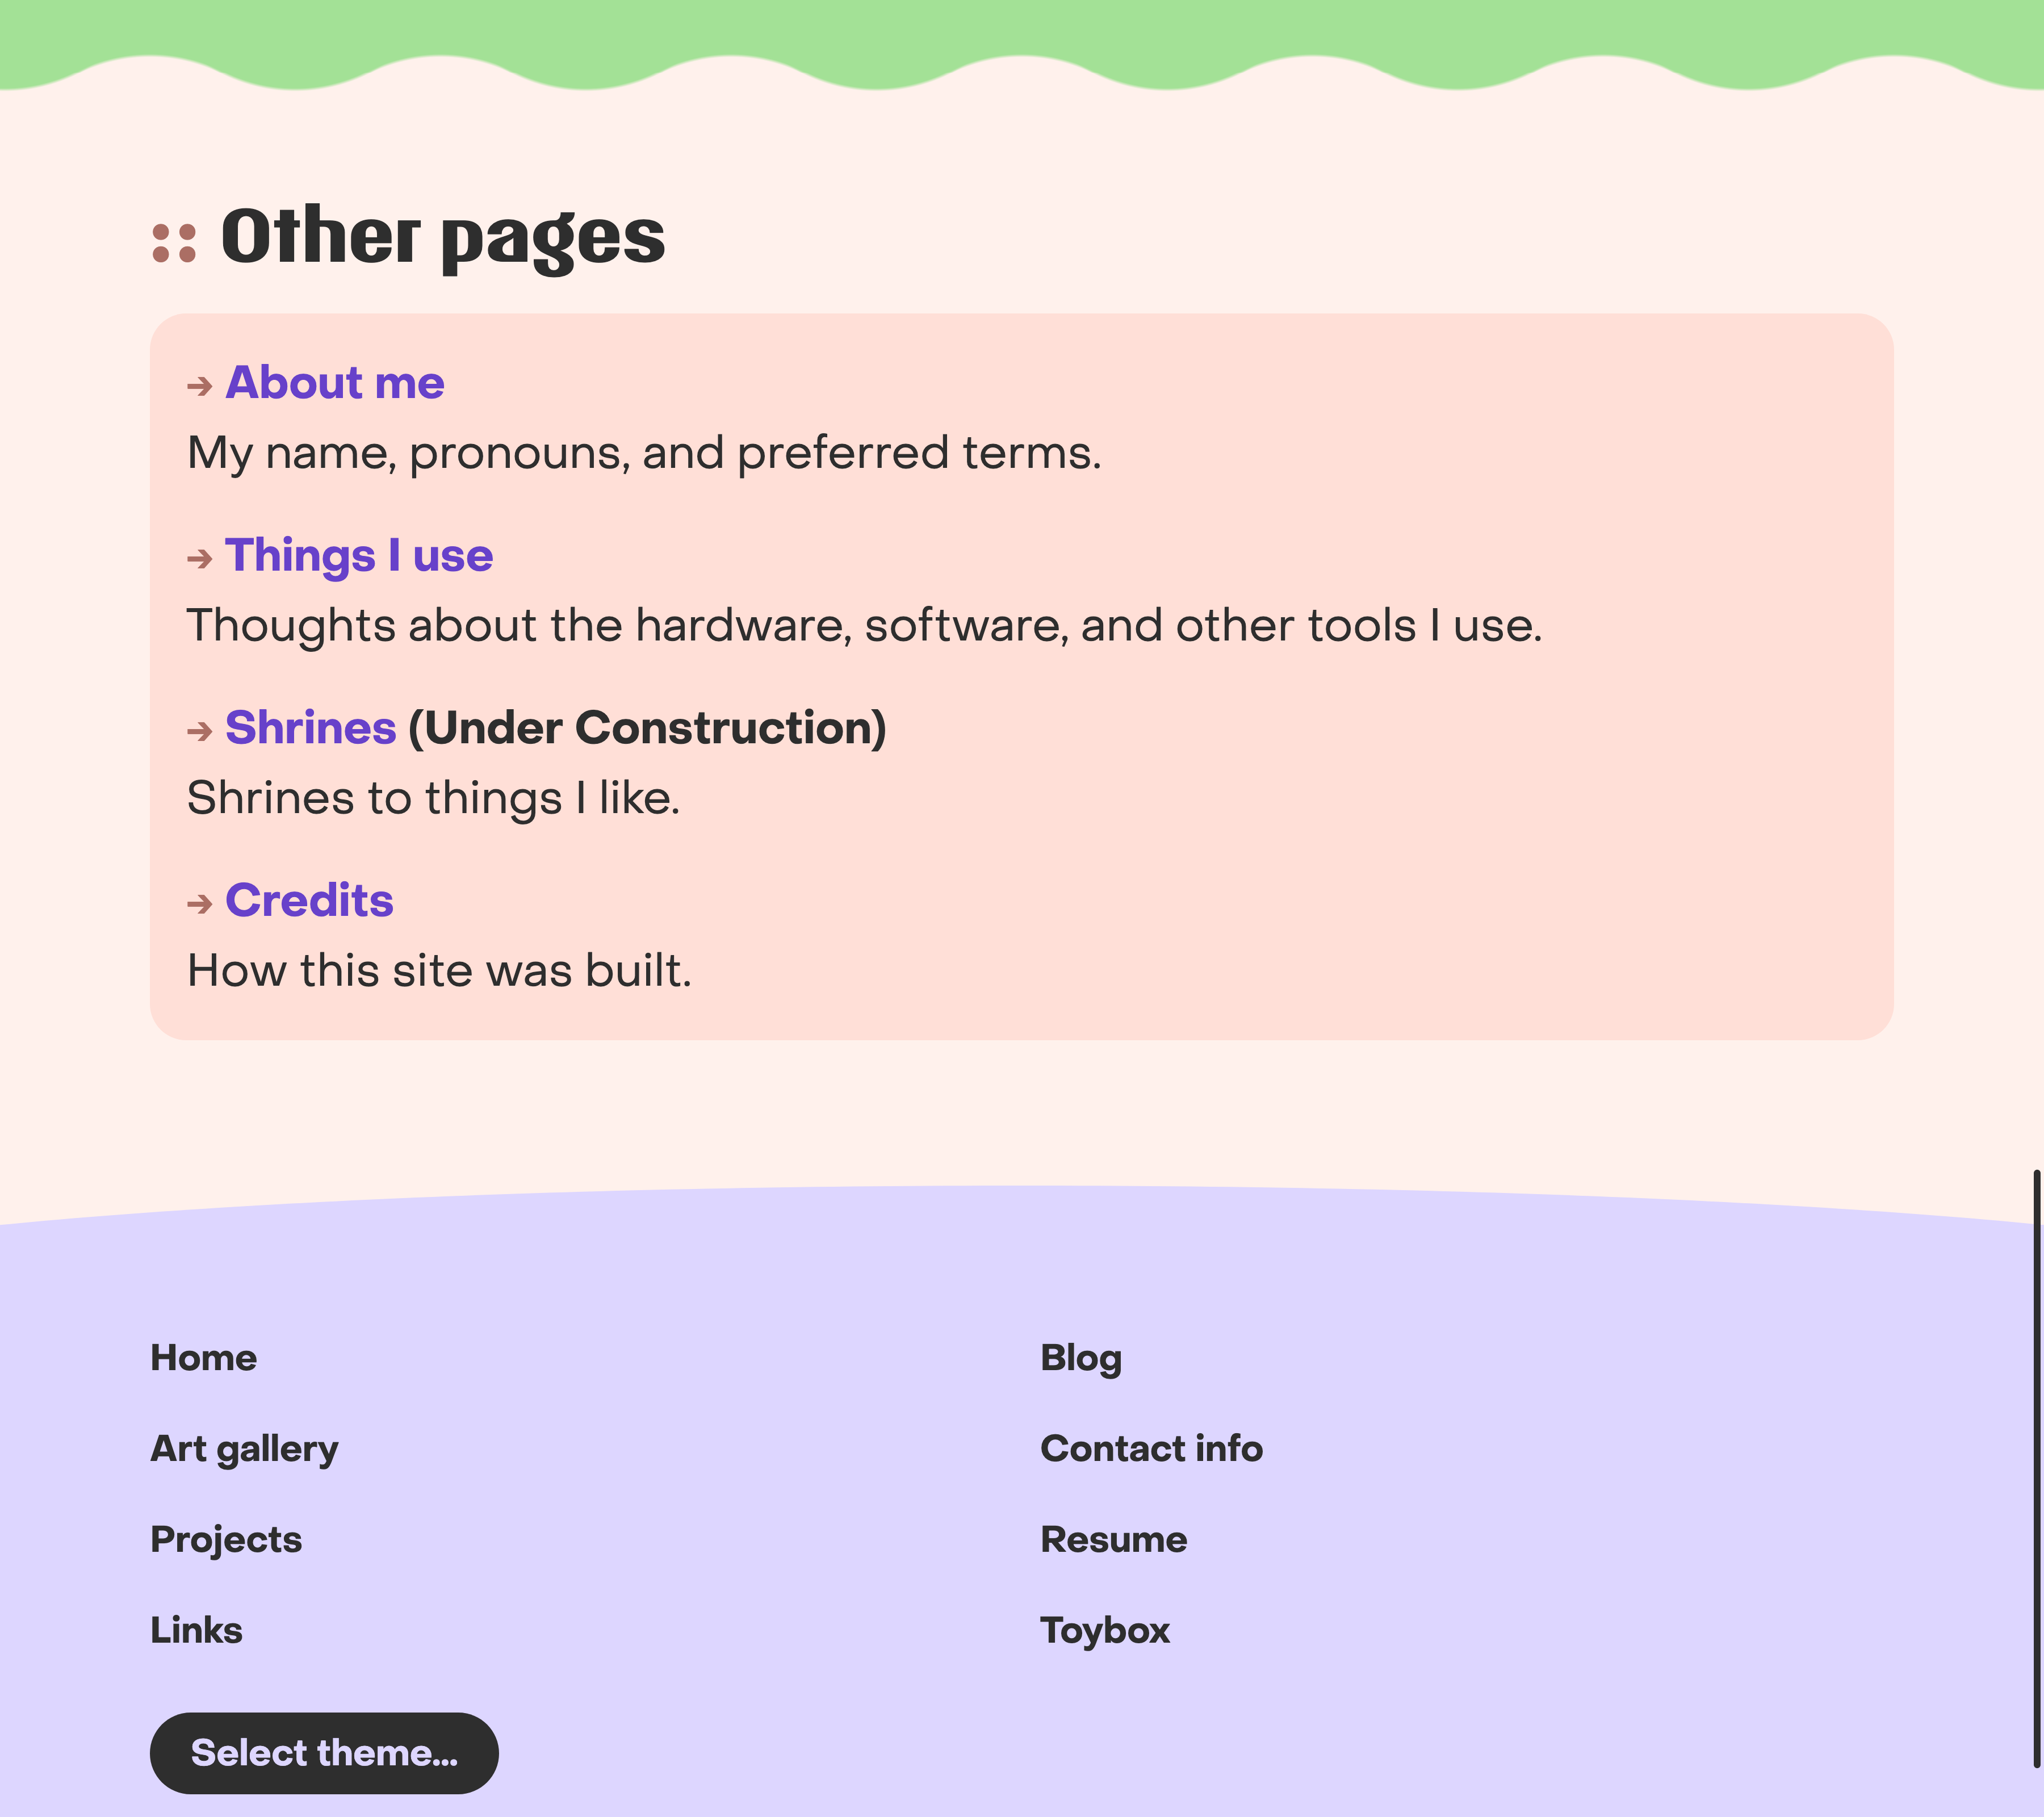 Other pages
→ About me
My name, pronouns, and preferred terms.
→ Things I use
Thoughts about the hardware, software, and other tools I use.
→ Shrines (Under Construction)
Shrines to things I like.
→ Credits
How this site was built.
Home
Blog
Art gallery
Contact info
Projects
Resume
Links
Toybox
Select theme...